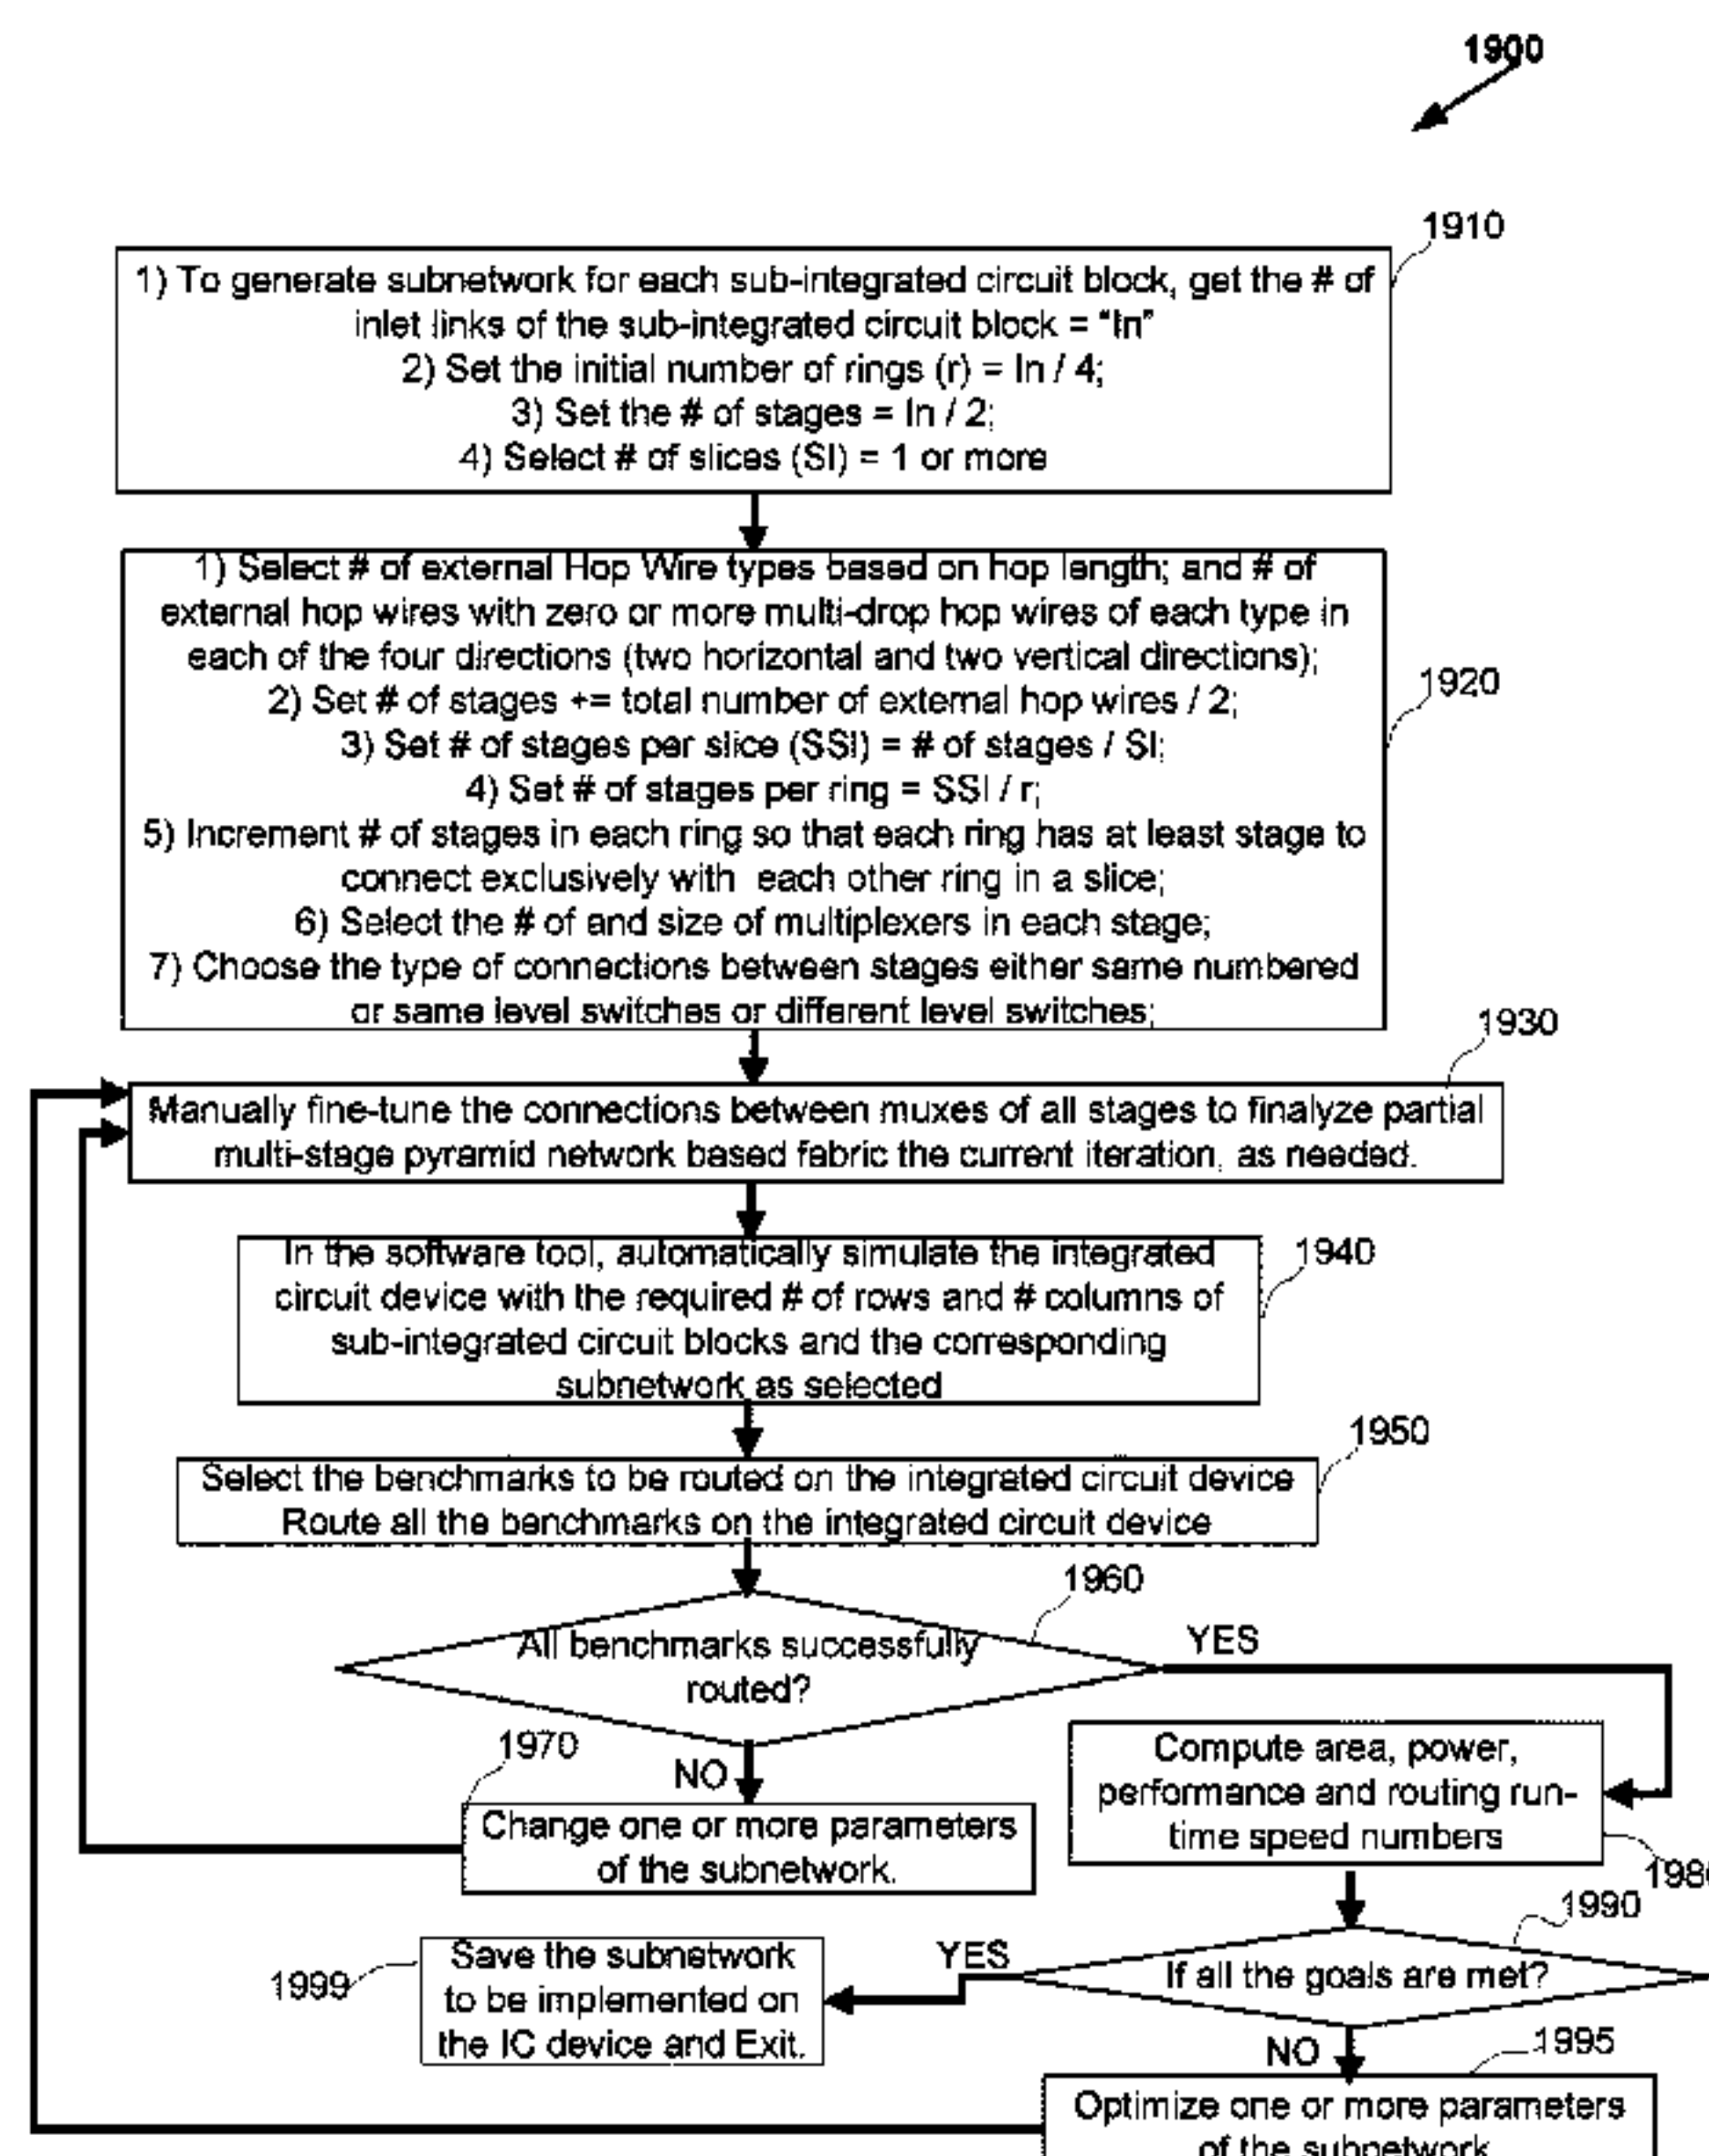 1900
1910
1) To generate subnetwork for each sub-integrated circuit block, get the # of
inlet links of the sub-integrated circuit block = “In”
2) Set the initial number of rings (r) = In / 4;
3) Set the # of stages = In / 2;
4) Select # of slices (SI) = 1 or more
1) Select # of external Hop Wire types based on hop length; and # of
external hop wires with zero or more multi-drop hop wires of each type in
each of the four directions (two horizontal and two vertical directions);
1920
2) Set # of stages += total number of external hop wires / 2;
3) Set # of stages per slice (SSI) = # of stages / SI;
4) Set # of stages per ring = SSI / r;
5) Increment # of stages in each ring so that each ring has at least stage to
connect exclusively with each other ring in a slice;
6) Select the # of and size of multiplexers in each stage;
7) Choose the type of connections between stages either same numbered
or same level switches or different level switches;
1930
Manually fine-tune the connections between muxes of all stages to finalyze partial
multi-stage pyramid network based fabric the current iteration, as needed.
1940
In the software tool, automatically simulate the integrated
circuit device with the required # of rows and # columns of
sub-integrated circuit blocks and the corresponding
subnetwork as selected
1950
Select the benchmarks to be routed on the integrated circuit device
Route all the benchmarks on the integrated circuit device
1960
All benchmarks successfully
routed?
YES
NO
1970
Change one or more parameters
of the subnetwork.
Compute area, power,
performance and routing run-
time speed numbers
1990
If all the goals are met?
YES
1999
Save the subnetwork
to be implemented on
the IC device and Exit.
NO
1995
Optimize one or more parameters
of the subnetwork